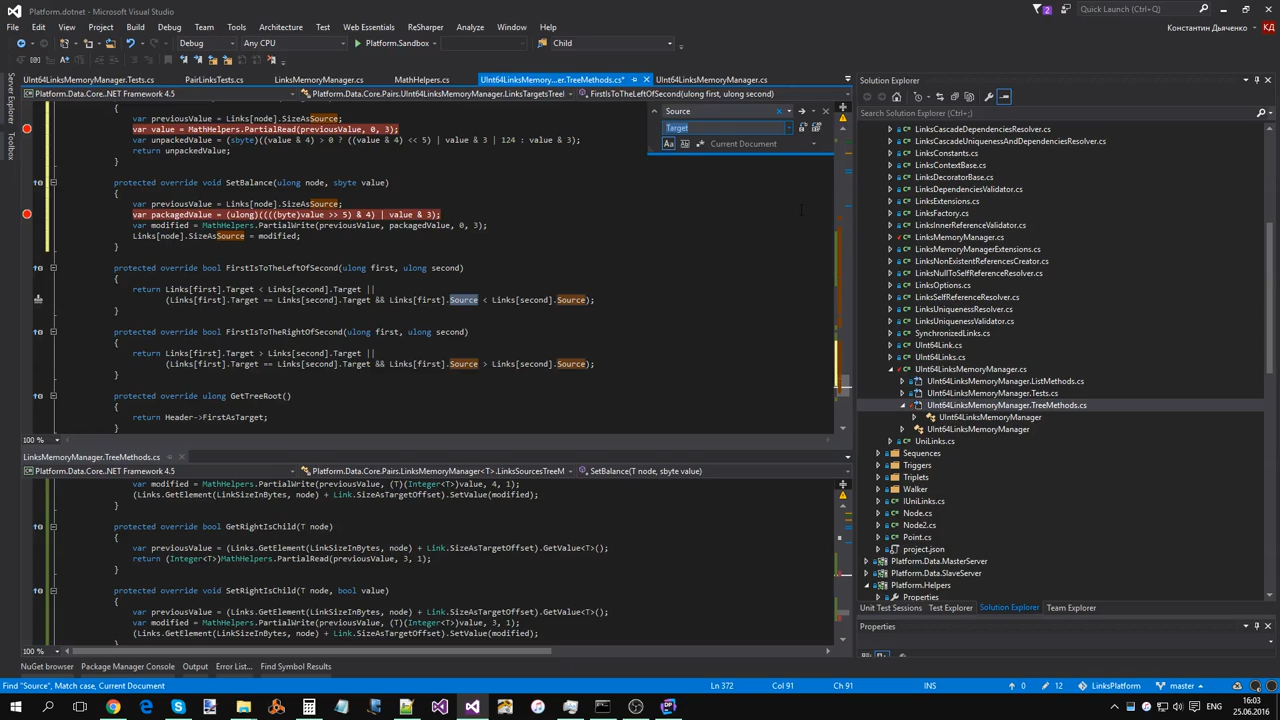 Platform.dotnet - Microsoft Visual Studio
2
Quick Launch (Ctrl+Q)
File Edit View Project Build Debug Team Tools Test Web Essentials ReSharper Analyze Window Help
Константин Дьяченко КД
Debug Any CPU Platform.Sandbox Child
Server Explorer
Toolbox
UInt64LinksMemoryManager.Tests.cs PairLinksTests.cs LinksMemoryManager.cs MathHelpers.cs UInt64LinksMemory...er.TreeMethods.cs* UInt64LinksMemoryManager.cs
Platform.Data.Core.NET Framework 4.5 Platform.Data.Core.Pairs.UInt64LinksMemoryManager.LinksTargetsTreeI FirstIsToTheLeftOfSecond(ulong first, ulong second)
Source
Target
Aa Current Document
{
var previousValue = Links[node].SizeAsSource;
var value = MathHelpers.PartialRead(previousValue, 0, 3);
var unpackedValue = (sbyte)((value & 4) > 0 ? ((value & 4) << 5) | value & 3 | 124 : value & 3);
return unpackedValue;
}
protected override void SetBalance(ulong node, sbyte value)
{
var previousValue = Links[node].SizeAsSource;
var packagedValue = (ulong)((((byte)value >> 5) & 4) | value & 3);
var modified = MathHelpers.PartialWrite(previousValue, packagedValue, 0, 3);
Links[node].SizeAsSource = modified;
}
protected override bool FirstIsToTheLeftOfSecond(ulong first, ulong second)
{
return Links[first].Target < Links[second].Target ||
(Links[first].Target == Links[second].Target && Links[first].Source < Links[second].Source);
}
protected override bool FirstIsToTheRightOfSecond(ulong first, ulong second)
{
return Links[first].Target > Links[second].Target ||
(Links[first].Target == Links[second].Target && Links[first].Source > Links[second].Source);
}
protected override ulong GetTreeRoot()
{
return Header->FirstAsTarget;
}
100 %
LinksMemoryManager.TreeMethods.cs
Platform.Data.Core.NET Framework 4.5 Platform.Data.Core.Pairs.LinksMemoryManager<T>.LinksSourcesTreeM SetBalance(T node, sbyte value)
var modified = MathHelpers.PartialWrite(previousValue, (T)(Integer<T>)value, 4, 1);
(Links.GetElement(LinkSizeInBytes, node) + Link.SizeAsTargetOffset).SetValue(modified);
}
protected override bool GetRightIsChild(T node)
{
var previousValue = (Links.GetElement(LinkSizeInBytes, node) + Link.SizeAsTargetOffset).GetValue<T>();
return (Integer<T>)MathHelpers.PartialRead(previousValue, 3, 1);
}
protected override void SetRightIsChild(T node, bool value)
{
var previousValue = (Links.GetElement(LinkSizeInBytes, node) + Link.SizeAsTargetOffset).GetValue<T>();
var modified = MathHelpers.PartialWrite(previousValue, (T)(Integer<T>)value, 3, 1);
(Links.GetElement(LinkSizeInBytes, node) + Link.SizeAsTargetOffset).SetValue(modified);
}
100 %
Solution Explorer
Search Solution Explorer (Ctrl+;)
LinksCascadeDependenciesResolver.cs
LinksCascadeUniquenessAndDependenciesResolver.cs
LinksConstants.cs
LinksContextBase.cs
LinksDecoratorBase.cs
LinksDependenciesValidator.cs
LinksExtensions.cs
LinksFactory.cs
LinksInnerReferenceValidator.cs
LinksMemoryManager.cs
LinksMemoryManagerExtensions.cs
LinksNonExistentReferencesCreator.cs
LinksNullToSelfReferenceResolver.cs
LinksOptions.cs
LinksSelfReferenceResolver.cs
LinksUniquenessResolver.cs
LinksUniquenessValidator.cs
SynchronizedLinks.cs
UInt64Link.cs
UInt64Links.cs
UInt64LinksMemoryManager.cs
UInt64LinksMemoryManager.ListMethods.cs
UInt64LinksMemoryManager.Tests.cs
UInt64LinksMemoryManager.TreeMethods.cs
UInt64LinksMemoryManager
UInt64LinksMemoryManager
UniLinks.cs
Sequences
Triggers
Triplets
Walker
IUniLinks.cs
Node.cs
Node2.cs
Point.cs
project.json
Platform.Data.MasterServer
Platform.Data.SlaveServer
Platform.Helpers
Properties
Unit Test Sessions Test Explorer Solution Explorer Team Explorer
Properties
NuGet browser Package Manager Console Output Error List... Find Symbol Results
Find "Source", Match case, Current Document Ln 372 Col 91 Ch 91 INS 0 12 LinksPlatform master
16:03
25.06.2016